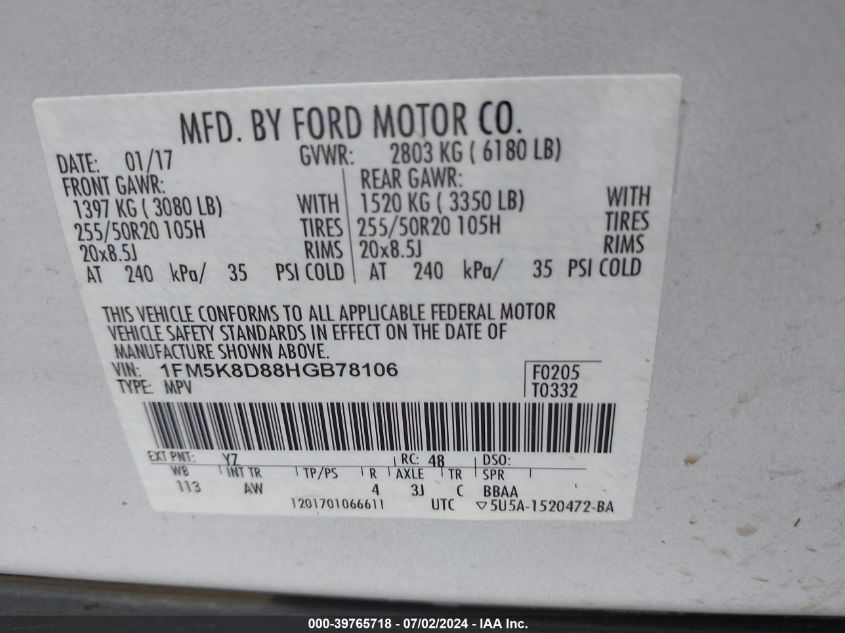 MFD. BY FORD MOTOR CO.
DATE: 01/17 GVWR: 2803 KG ( 6180 LB)
FRONT GAWR: REAR GAWR:
1397 KG ( 3080 LB) WITH 1520 KG ( 3350 LB) WITH
255/50R20 105H TIRES 255/50R20 105H TIRES
20x8.5J RIMS 20x8.5J RIMS
AT 240 kPa/ 35 PSI COLD AT 240 kPa/ 35 PSI COLD
THIS VEHICLE CONFORMS TO ALL APPLICABLE FEDERAL MOTOR
VEHICLE SAFETY STANDARDS IN EFFECT ON THE DATE OF
MANUFACTURE SHOWN ABOVE.
VIN: 1FM5K8D88HGB78106 F0205
TYPE: MPV T0332
EXT PNT: YZ RC: 48 DSO:
WB INT TR TP/PS R AXLE TR SPR
113 AW 4 3J C BBAA
1201701066611 UTC ▽5U5A-1520472-BA
000-39765718 - 07/02/2024 - IAA Inc.